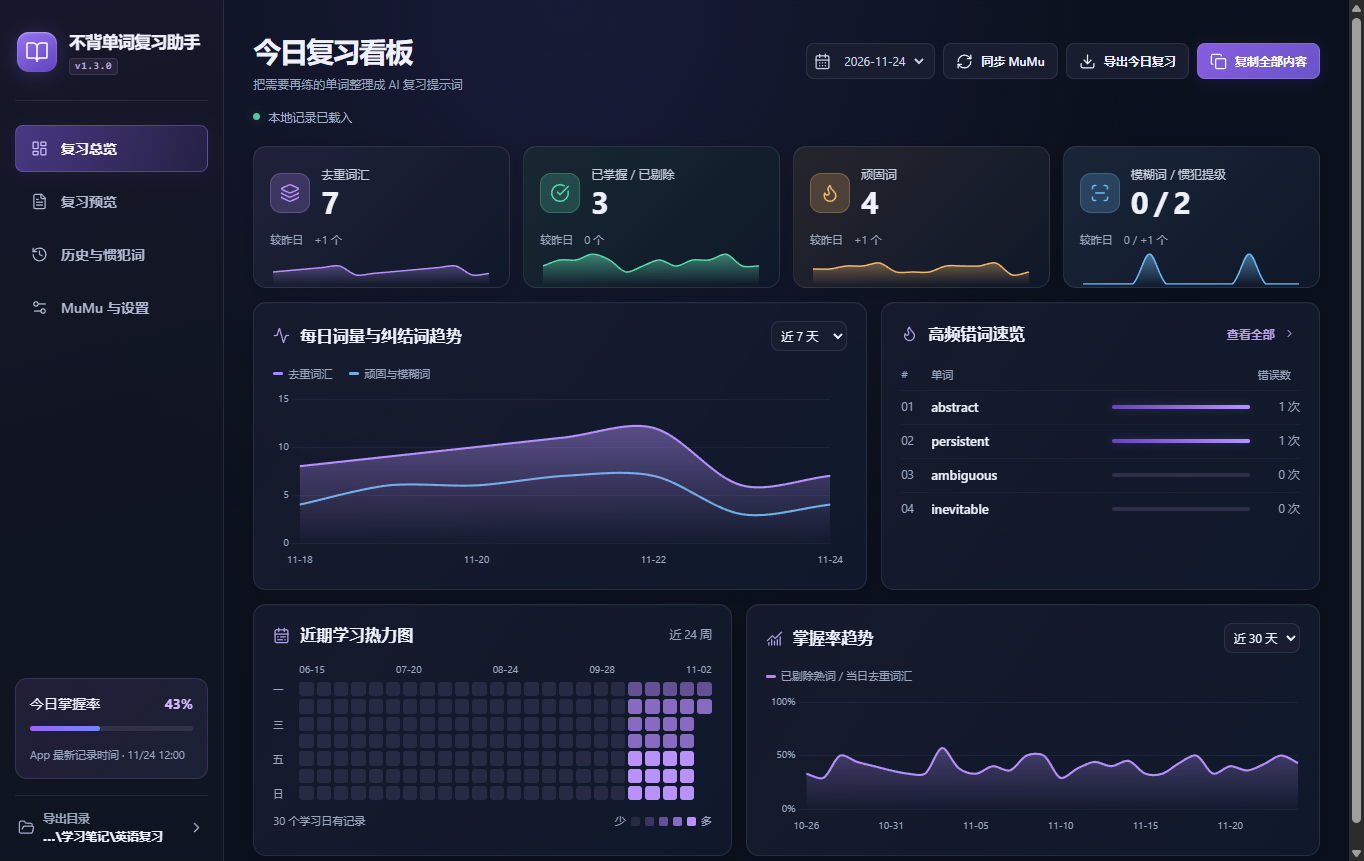 不背单词复习助手
v1.3.0
复习总览
复习预览
历史与惯犯词
MuMu 与设置
今日掌握率 43%
App 最新记录时间 · 11/24 12:00
导出目录
...\学习笔记\英语复习
今日复习看板
把需要再练的单词整理成 AI 复习提示词
本地记录已载入
2026-11-24
同步 MuMu
导出今日复习
复制全部内容
去重词汇
7
较昨日 +1 个
已掌握 / 已剔除
3
较昨日 0 个
顽固词
4
较昨日 +1 个
模糊词 / 惯犯提级
0 / 2
较昨日 0 / +1 个
每日词量与纠结词趋势
近 7 天
去重词汇 顽固与模糊词
15
10
5
0
11-18 11-20 11-22 11-24
高频错词速览
查看全部
# 单词 错误数
01 abstract 1 次
02 persistent 1 次
03 ambiguous 0 次
04 inevitable 0 次
近期学习热力图
近 24 周
06-15 07-20 08-24 09-28 11-02
一
三
五
日
30 个学习日有记录
少 多
掌握率趋势
近 30 天
已剔除熟词 / 当日去重词汇
100%
50%
0%
10-26 10-31 11-05 11-10 11-15 11-20